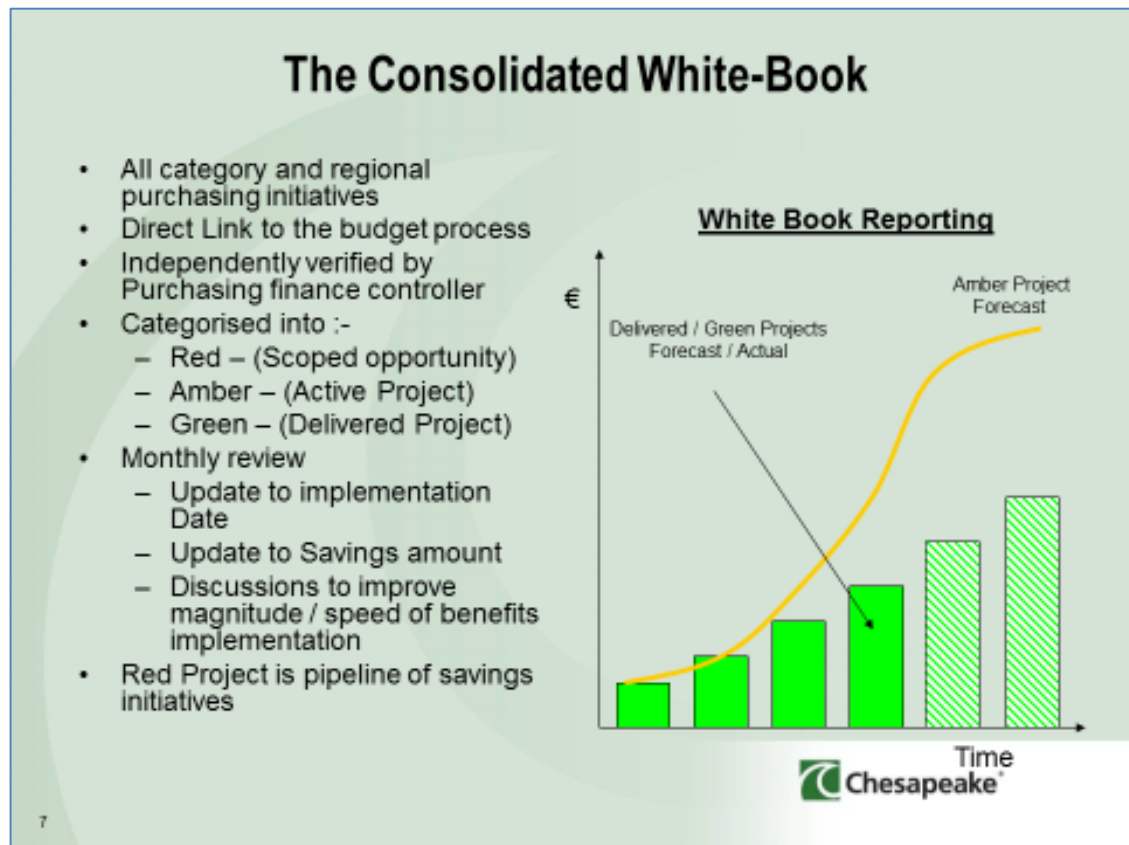 The Consolidated White-Book
• All category and regional
purchasing initiatives
• Direct Link to the budget process
• Independently verified by
Purchasing finance controller
• Categorised into :-
– Red – (Scoped opportunity)
– Amber – (Active Project)
– Green – (Delivered Project)
• Monthly review
– Update to implementation
Date
– Update to Savings amount
– Discussions to improve
magnitude / speed of benefits
implementation
• Red Project is pipeline of savings
initiatives
White Book Reporting
€
Amber Project
Forecast
Delivered / Green Projects
Forecast / Actual
Time
Chesapeake
7